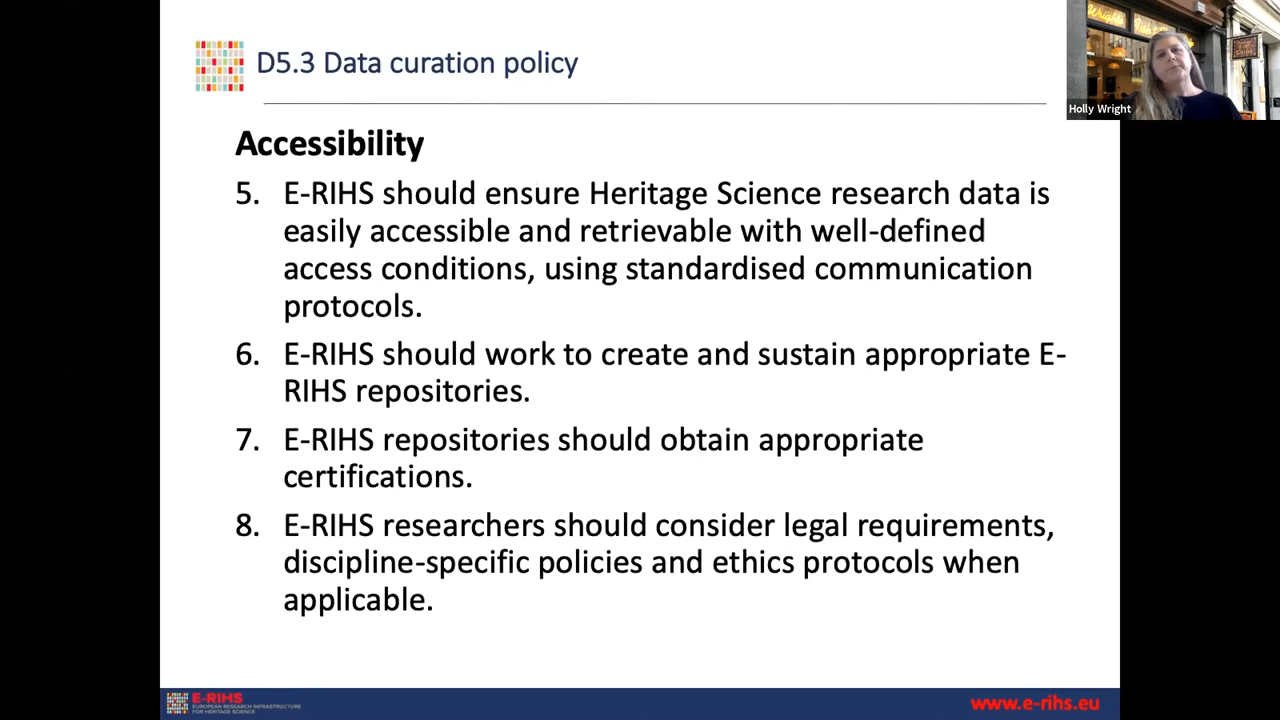 D5.3 Data curation policy
Holly Wright
Accessibility
5. E-RIHS should ensure Heritage Science research data is
easily accessible and retrievable with well-defined
access conditions, using standardised communication
protocols.
6. E-RIHS should work to create and sustain appropriate E-
RIHS repositories.
7. E-RIHS repositories should obtain appropriate
certifications.
8. E-RIHS researchers should consider legal requirements,
discipline-specific policies and ethics protocols when
applicable.
E-RIHS
EUROPEAN RESEARCH INFRASTRUCTURE
FOR HERITAGE SCIENCE
www.e-rihs.eu